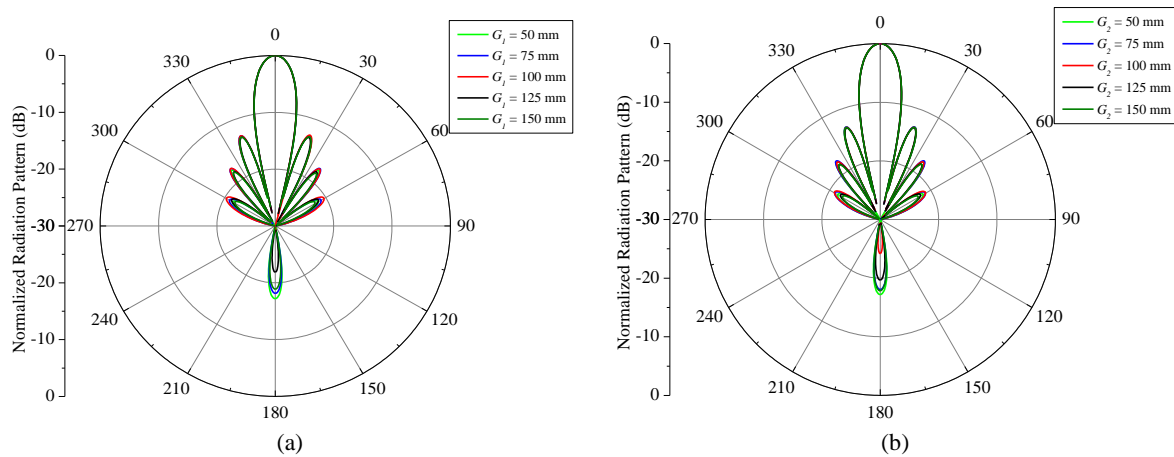 0
330
30
300
60
270
90
240
120
210
150
180
0
-10
-20
-30
-20
-10
0
Normalized Radiation Pattern (dB)
G1 = 50 mm
G1 = 75 mm
G1 = 100 mm
G1 = 125 mm
G1 = 150 mm
(a)
0
330
30
300
60
270
90
240
120
210
150
180
0
-10
-20
-30
-20
-10
0
Normalized Radiation Pattern (dB)
G2 = 50 mm
G2 = 75 mm
G2 = 100 mm
G2 = 125 mm
G2 = 150 mm
(b)